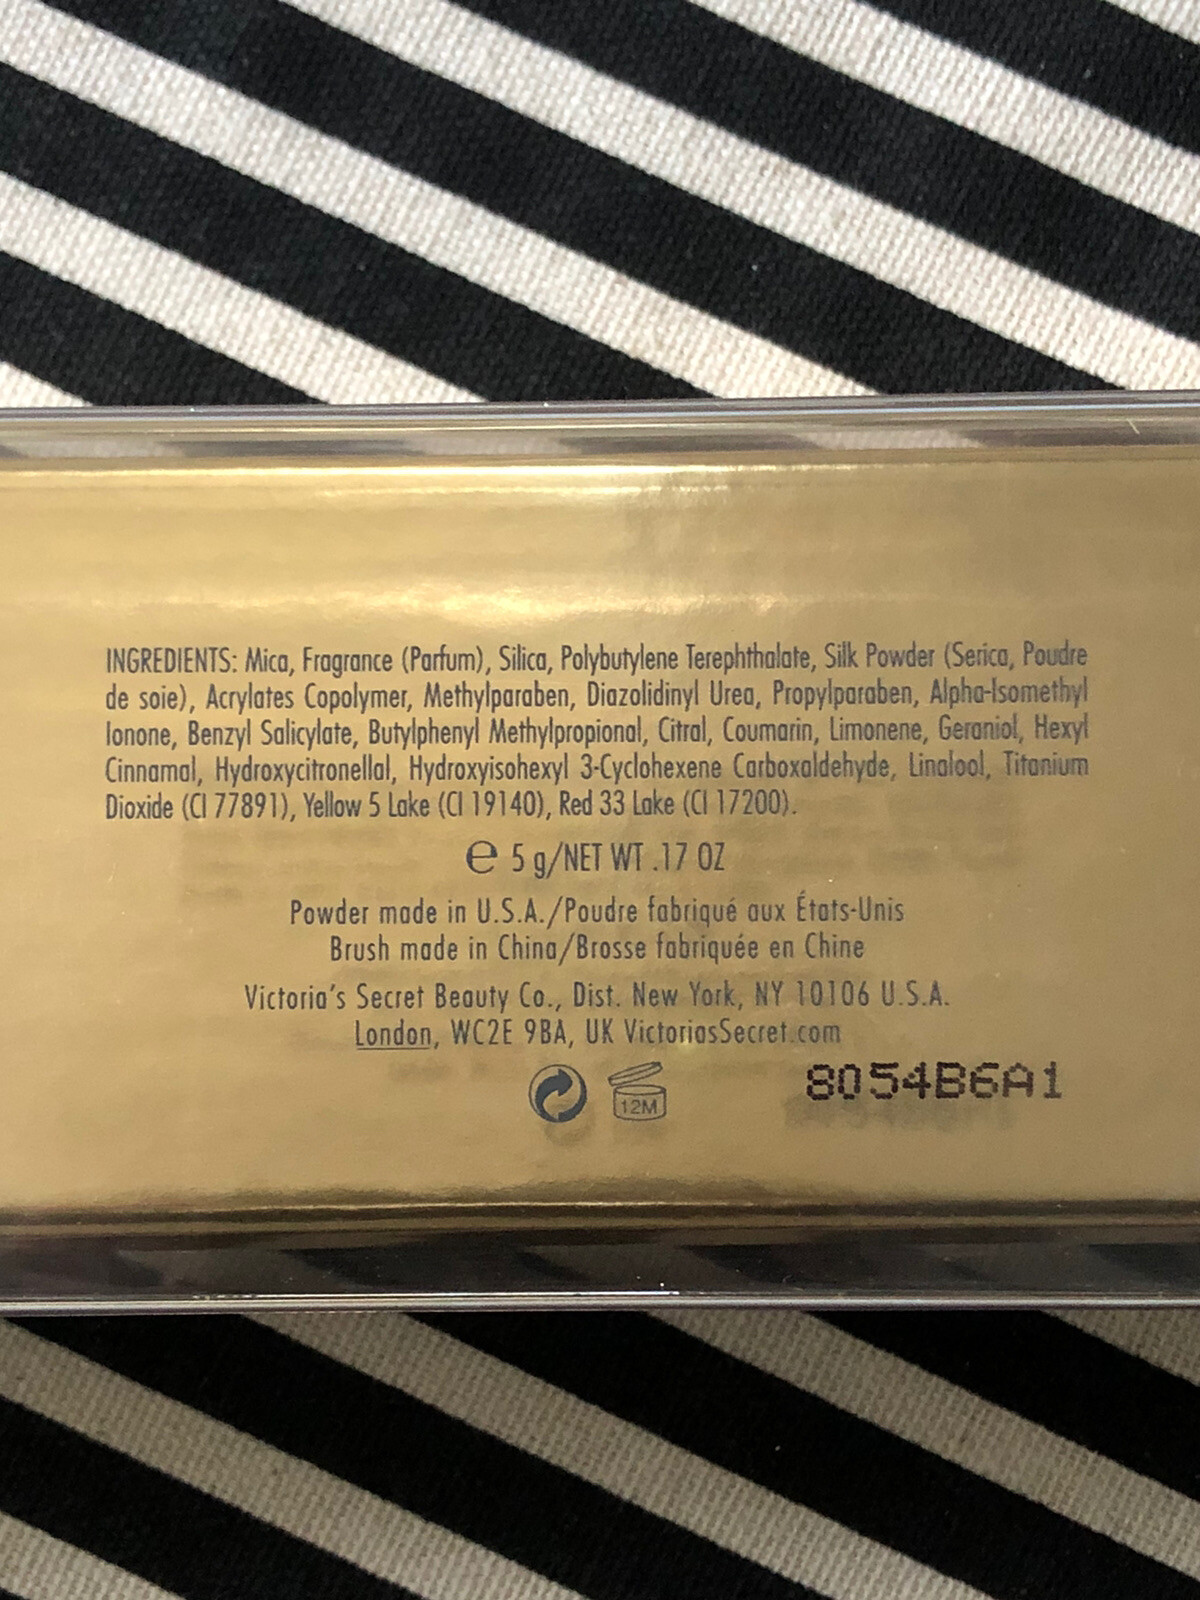 INGREDIENTS: Mica, Fragrance (Parfum), Silica, Polybutylene Terephthalate, Silk Powder (Serica, Poudre
de soie), Acrylates Copolymer, Methylparaben, Diazolidinyl Urea, Propylparaben, Alpha-Isomethyl
Ionone, Benzyl Salicylate, Butylphenyl Methylpropional, Citral, Coumarin, Limonene, Geraniol, Hexyl
Cinnamal, Hydroxycitronellal, Hydroxyisohexyl 3-Cyclohexene Carboxaldehyde, Linalool, Titanium
Dioxide (CI 77891), Yellow 5 Lake (CI 19140), Red 33 Lake (CI 17200).
℮ 5 g/NET WT .17 OZ
Powder made in U.S.A./Poudre fabriqué aux États-Unis
Brush made in China/Brosse fabriquée en Chine
Victoria's Secret Beauty Co., Dist. New York, NY 10106 U.S.A.
London, WC2E 9BA, UK VictoriasSecret.com
12M
8054B6A1